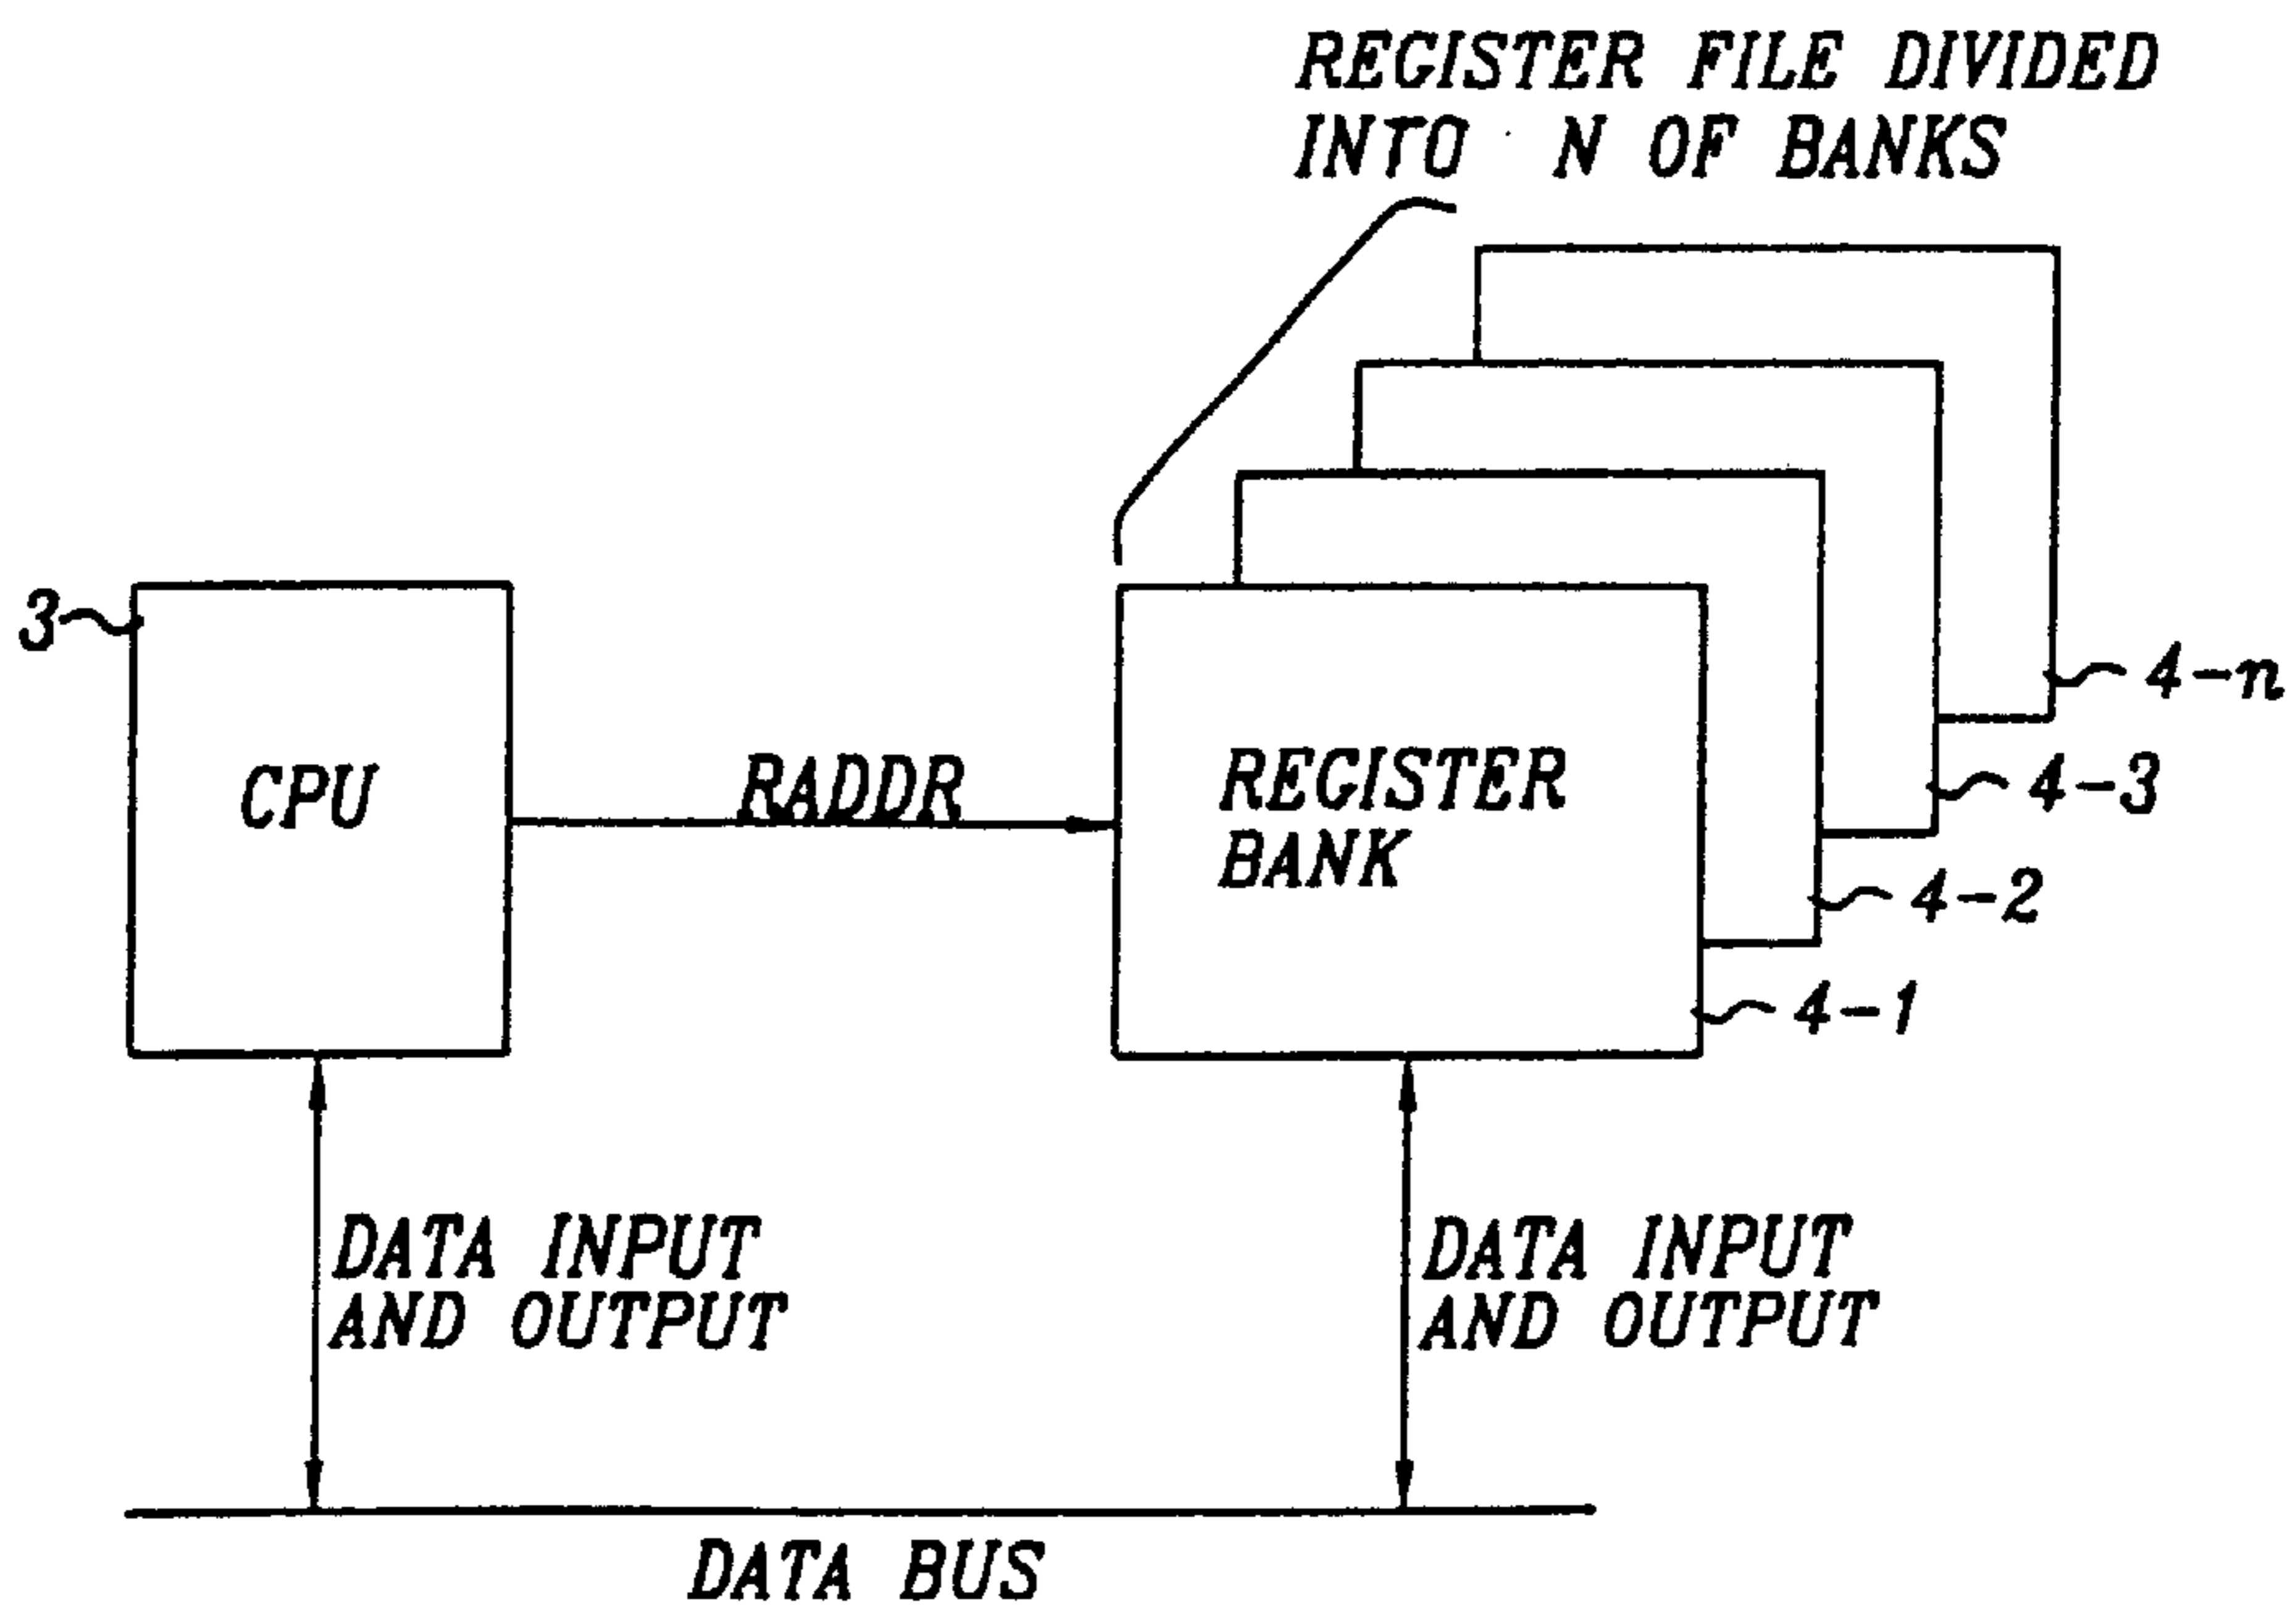 REGISTER FILE DIVIDED
INTO N OF BANKS
3
CPU
RADDR
REGISTER
BANK
4-n
4-3
4-2
4-1
DATA INPUT
AND OUTPUT
DATA INPUT
AND OUTPUT
DATA BUS